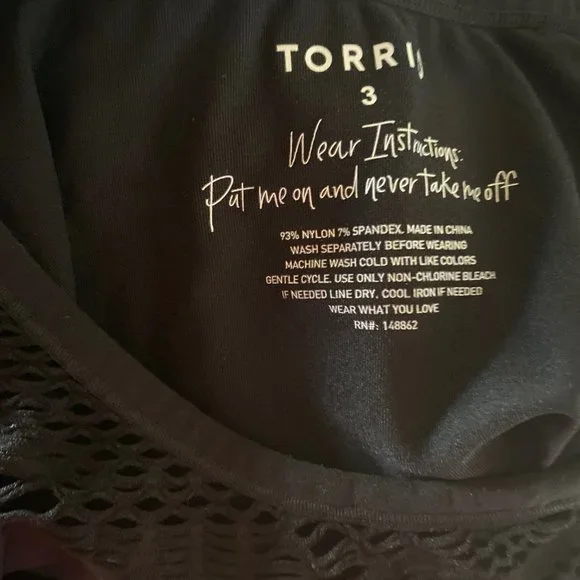 TORRI
3
Wear Instructions:
Put me on and never take me off
93% NYLON 7% SPANDEX. MADE IN CHINA
WASH SEPARATELY BEFORE WEARING
MACHINE WASH COLD WITH LIKE COLORS
GENTLE CYCLE. USE ONLY NON-CHLORINE BLEACH
IF NEEDED LINE DRY. COOL IRON IF NEEDED
WEAR WHAT YOU LOVE
RN#: 148862